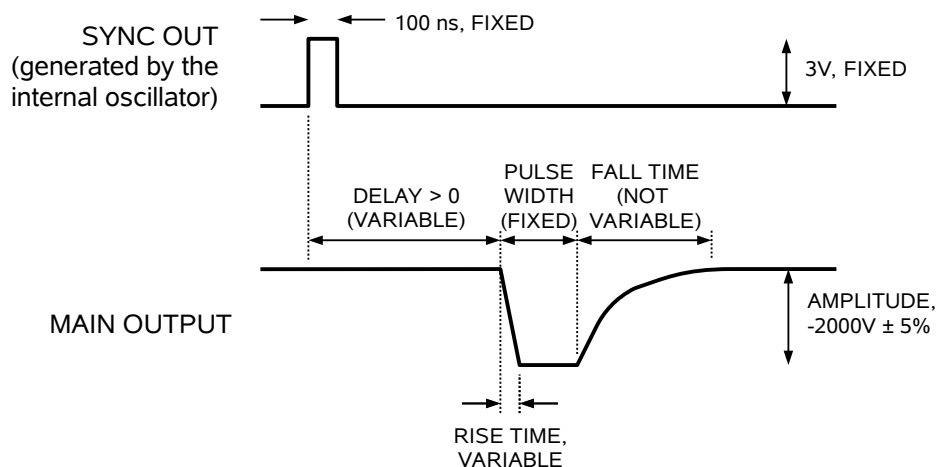 100 ns, FIXED
SYNC OUT
(generated by the
internal oscillator)
3V, FIXED
DELAY > 0
(VARIABLE)
PULSE
WIDTH
(FIXED)
FALL TIME
(NOT
VARIABLE)
MAIN OUTPUT
AMPLITUDE,
-2000V ± 5%
RISE TIME,
VARIABLE